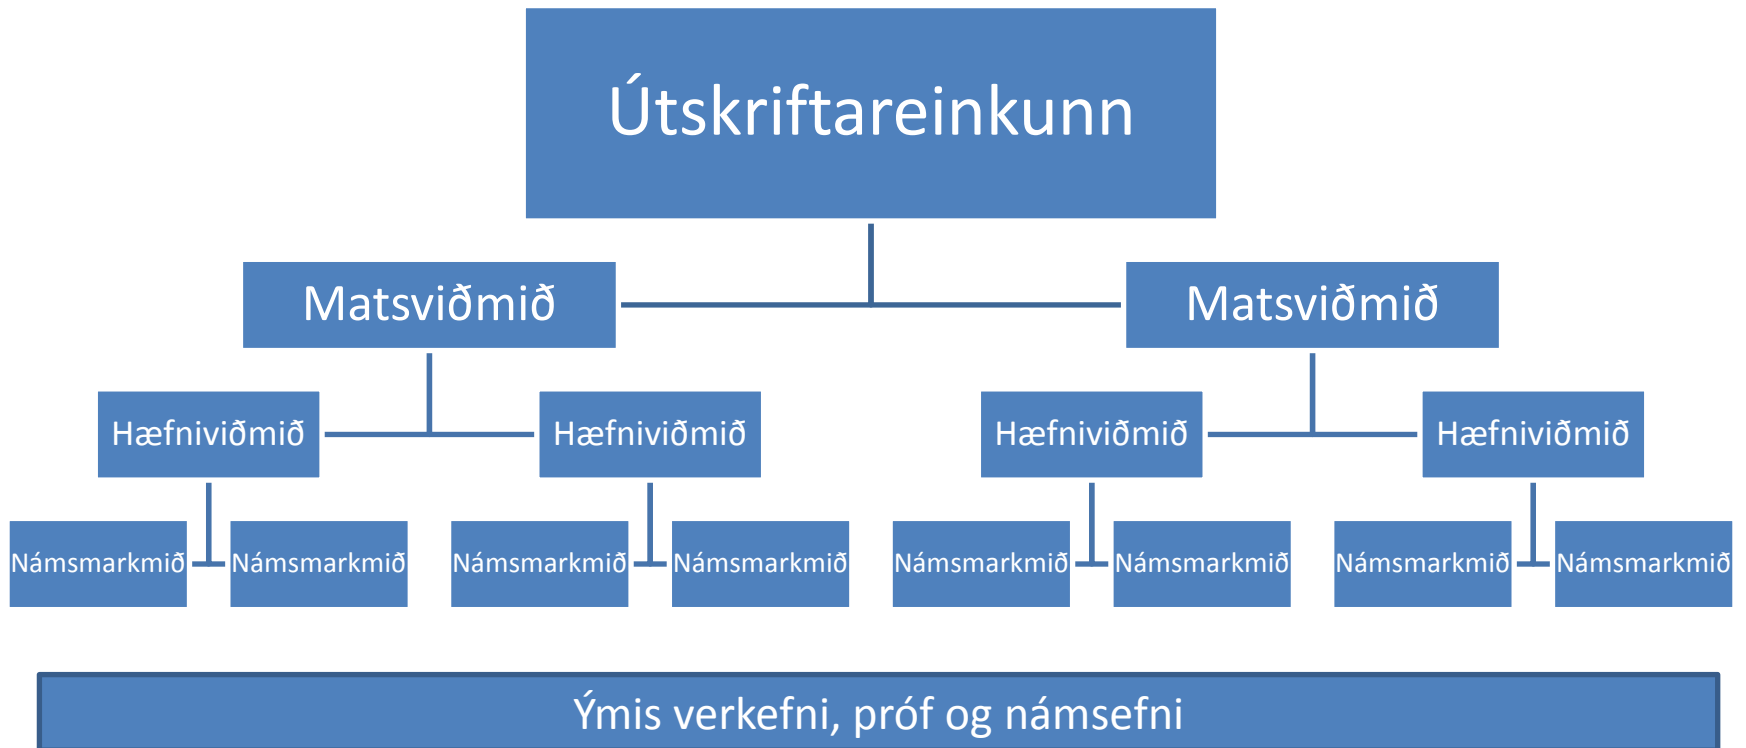 Útskriftareinkunn
Matsviðmið
Matsviðmið
Hæfniviðmið
Hæfniviðmið
Hæfniviðmið
Hæfniviðmið
Námsmarkmið
Námsmarkmið
Námsmarkmið
Námsmarkmið
Námsmarkmið
Námsmarkmið
Námsmarkmið
Námsmarkmið
Ýmis verkefni, próf og námsefni